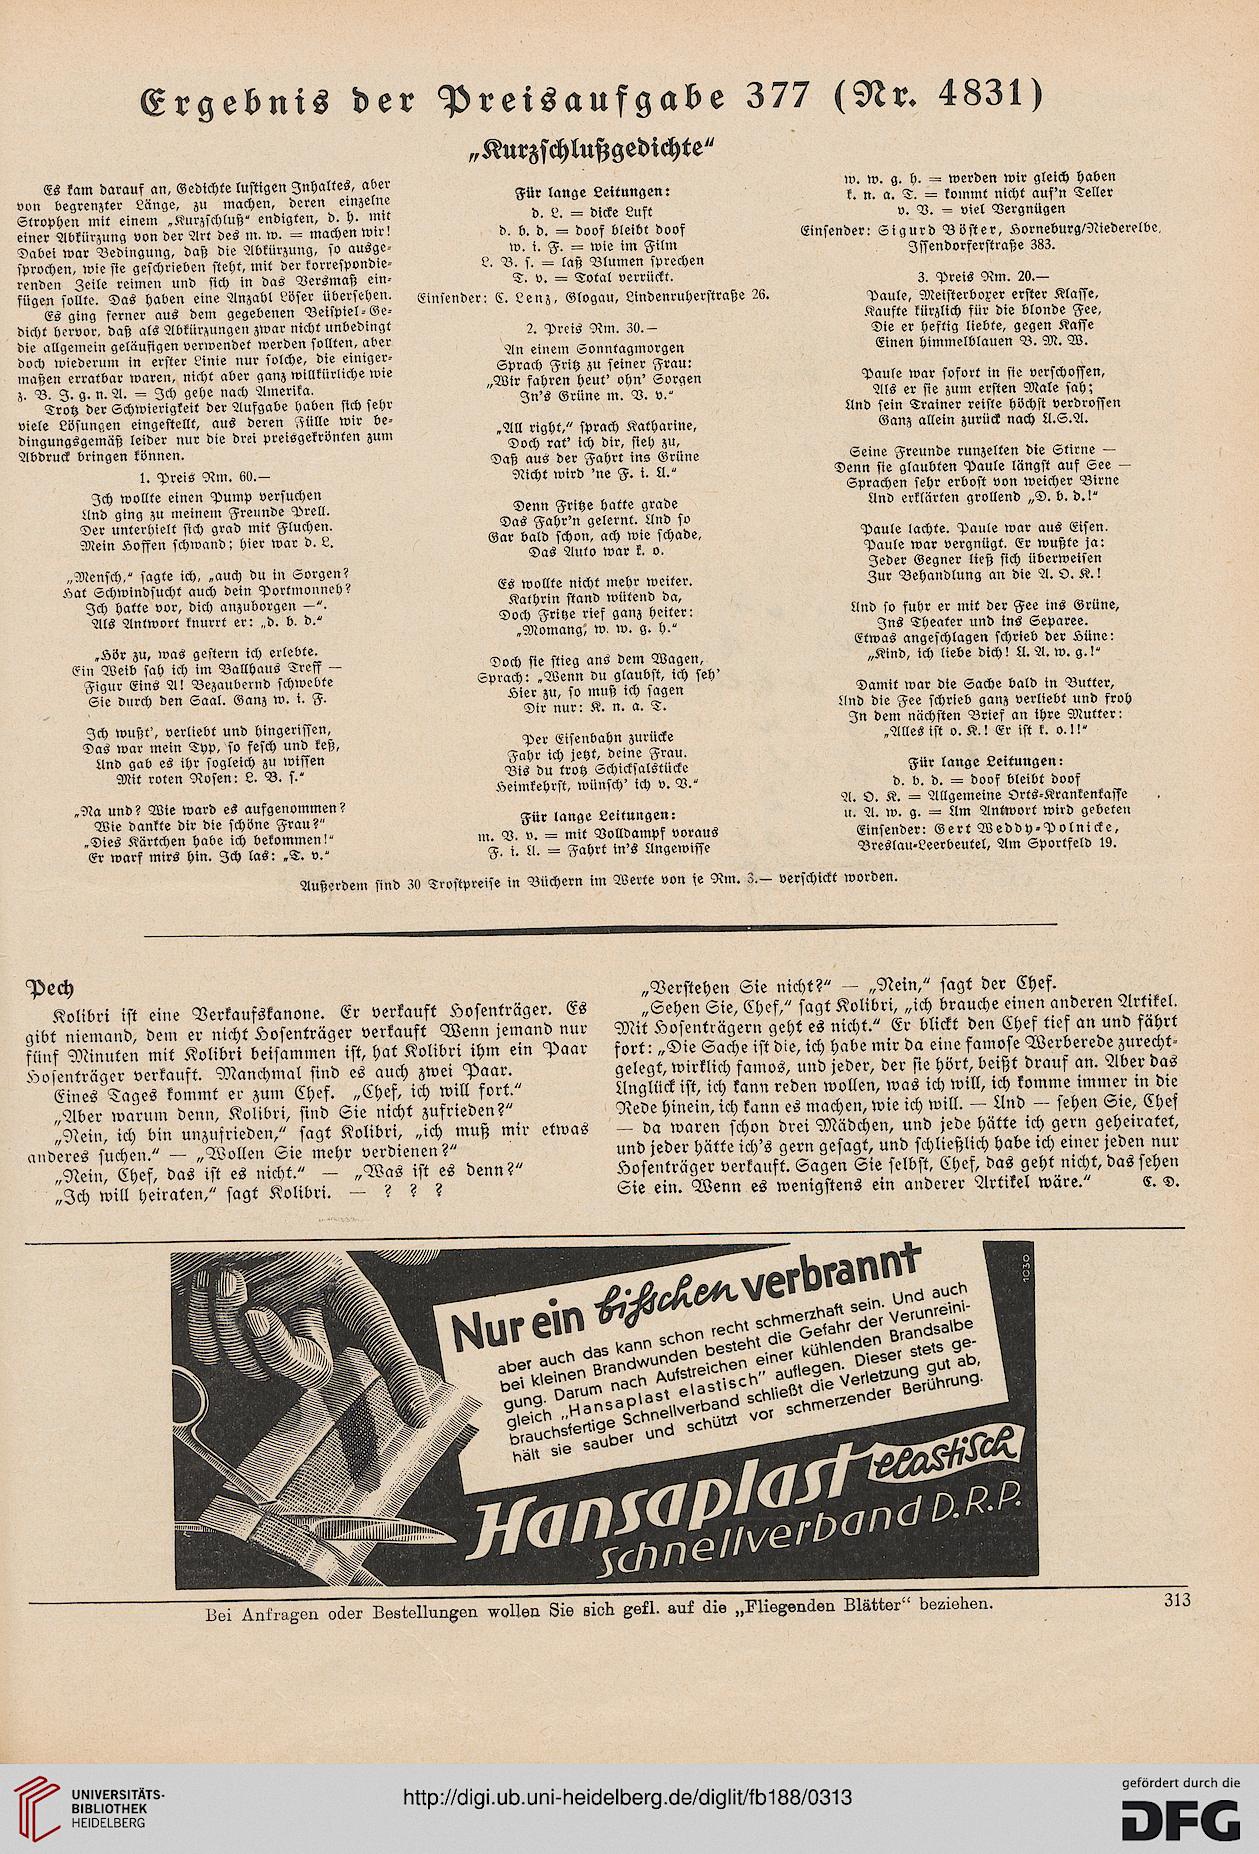 Ergebnis der Preisaufgabe 377 (Nr. 4831)
„Kurzschlußgedichte“
Es kam darauf an, Gedichte lustigen Inhaltes, aber
von begrenzter Länge, zu machen, deren einzelne
Strophen mit einem „Kurzschluß“ endigten, d. h. mit
einer Abkürzung von der Art des m. w. = machen wir!
Dabei war Bedingung, daß die Abkürzung, so ausge-
sprochen, wie sie geschrieben steht, mit der korrespondie-
renden Zeile reimen und sich in das Versmaß ein-
fügen sollte. Das haben eine Anzahl Löser übersehen.
Es ging ferner aus dem gegebenen Beispiel-Ge-
dicht hervor, daß als Abkürzungen zwar nicht unbedingt
die allgemein geläufigen verwendet werden sollten, aber
doch wiederum in erster Linie nur solche, die einiger-
maßen erratbar waren, nicht aber ganz willkürliche wie
z. B. I. g. n. A. = Ich gehe nach Amerika.
Trotz der Schwierigkeit der Aufgabe haben sich sehr
viele Lösungen eingestellt, aus deren Fülle wir be-
dingungsgemäß leider nur die drei preisgekrönten zum
Abdruck bringen können.
1. Preis Rm. 60.—
Ich wollte einen Pump versuchen
Und ging zu meinem Freunde Prell.
Der unterhielt sich grad mit Fluchen.
Mein Hoffen schwand; hier war d. L.
„Mensch,“ sagte ich, „auch du in Sorgen?
Hat Schwindsucht auch dein Portmonneh?
Ich hatte vor, dich anzuborgen —“.
Als Antwort knurrt er: „d. b. d.“
„Hör zu, was gestern ich erlebte.
Ein Weib sah ich im Ballhaus Treff —
Figur Eins A! Bezaubernd schwebte
Sie durch den Saal. Ganz w. i. F.
Ich wußt', verliebt und hingerissen,
Das war mein Typ, so fesch und keß,
Und gab es ihr sogleich zu wissen
Mit roten Rosen: L. B. s.“
„Na und? Wie ward es aufgenommen?
Wie dankte dir die schöne Frau?“
„Dies Kärtchen habe ich bekommen!“
Er warf mirs hin. Ich las: „T. v.“
Für lange Leitungen:
d. L. = dicke Luft
d. b. d. = doof bleibt doof
w. i. F. = wie im Film
L. B. s. = laß Blumen sprechen
T. v. = Total verrückt.
Einsender: C. Lenz, Glogau, Lindenruherstraße 26.
2. Preis Rm. 30.—
An einem Sonntagmorgen
Sprach Fritz zu seiner Frau:
„Wir fahren heut' ohn' Sorgen
In's Grüne m. V. v.“
„All right,“ sprach Katharine,
Doch rat' ich dir, sieh zu,
Daß aus der Fahrt ins Grüne
Nicht wird 'ne F. i. U.“
Denn Fritze hatte grade
Das Fahr'n gelernt. Und so
Gar bald schon, ach wie schade,
Das Auto war k. o.
Es wollte nicht mehr weiter.
Kathrin stand wütend da,
Doch Fritze rief ganz heiter:
„Momang, w. w. g. h.“
Doch sie stieg ans dem Wagen,
Sprach: „Wenn du glaubst, ich seh'
Hier zu, so muß ich sagen
Dir nur: K. n. a. T.
Per Eisenbahn zurücke
Fahr ich jetzt, deine Frau.
Bis du trotz Schicksalstücke
Heimkehrst, wünsch' ich v. V.“
Für lange Leitungen:
m. V. v. = mit Volldampf voraus
F. i. U. = Fahrt in's Ungewisse
w. w. g. h. = werden wir gleich haben
k. n. a. T. = kommt nicht auf'n Teller
v. V. = viel Vergnügen
Einsender: Sigurd Böster, Horneburg/Niederelbe,
Issendorferstraße 383.
3. Preis Rm. 20.—
Paule, Meisterboxer erster Klasse,
Kaufte kürzlich für die blonde Fee,
Die er heftig liebte, gegen Kasse
Einen himmelblauen B. M. W.
Paule war sofort in sie verschossen,
Als er sie zum ersten Male sah;
Und sein Trainer reiste höchst verdrossen
Ganz allein zurück nach U.S.A.
Seine Freunde runzelten die Stirne —
Denn sie glaubten Paule längst auf See —
Sprachen sehr erbost von weicher Birne
Und erklärten grollend „D. b. d.!“
Paule lachte. Paule war aus Eisen.
Paule war vergnügt. Er wußte ja:
Jeder Gegner ließ sich überweisen
Zur Behandlung an die A. O. K.!
Und so fuhr er mit der Fee ins Grüne,
Ins Theater und ins Separee.
Etwas angeschlagen schrieb der Hüne:
„Kind, ich liebe dich! U. A. w. g.!“
Damit war die Sache bald in Butter,
Und die Fee schrieb ganz verliebt und froh
In dem nächsten Brief an ihre Mutter:
„Alles ist o. K.! Er ist k. o.!!“
Für lange Leitungen:
d. b. d. = doof bleibt doof
A. O. K. = Allgemeine Orts-Krankenkasse
u. A. w. g. = Um Antwort wird gebeten
Einsender: Gert Weddy-Polnicke,
Breslau-Leerbeutel, Am Sportfeld 19.
Außerdem sind 30 Trostpreise in Büchern im Werte von je Rm. 3.— verschickt worden.
Pech
Kolibri ist eine Verkaufskanone. Er verkauft Hosenträger. Es
gibt niemand, dem er nicht Hosenträger verkauft Wenn jemand nur
fünf Minuten mit Kolibri beisammen ist, hat Kolibri ihm ein Paar
Hosenträger verkauft. Manchmal sind es auch zwei Paar.
Eines Tages kommt er zum Chef. „Chef, ich will fort.“
„Aber warum denn, Kolibri, sind Sie nicht zufrieden?“
„Nein, ich bin unzufrieden,“ sagt Kolibri, „ich muß mir etwas
anderes suchen.“ — „Wollen Sie mehr verdienen?“
„Nein, Chef, das ist es nicht.“ — „Was ist es denn?“
„Ich will heiraten,“ sagt Kolibri. — ? ? ?
„Verstehen Sie nicht?“ — „Nein,“ sagt der Chef.
„Sehen Sie, Chef,“ sagt Kolibri, „ich brauche einen anderen Artikel.
Mit Hosenträgern geht es nicht.“ Er blickt den Chef tief an und fährt
fort: „Die Sache ist die, ich habe mir da eine famose Werberede zurecht-
gelegt, wirklich famos, und jeder, der sie hört, beißt drauf an. Aber das
Unglück ist, ich kann reden wollen, was ich will, ich komme immer in die
Rede hinein, ich kann es machen, wie ich will. — Und — sehen Sie, Chef
— da waren schon drei Mädchen, und jede hätte ich gern geheiratet,
und jeder hätte ich's gern gesagt, und schließlich habe ich einer jeden nur
Hosenträger verkauft. Sagen Sie selbst, Chef, das geht nicht, das sehen
Sie ein. Wenn es wenigstens ein anderer Artikel wäre.“ C. D.
1030
Nur ein bißchen verbrannt
aber auch das kann schon recht schmerzhaft sein. Und auch
bei kleinen Brandwunden besteht die Gefahr der Verunreini-
gung. Darum nach Aufstreichen einer kühlenden Brandsalbe
gleich „Hansaplast elastisch“ auflegen. Dieser stets ge-
brauchsfertige Schnellverband schließt die Verletzung gut ab,
hält sie sauber und schützt vor schmerzender Berührung.
Hansaplast elastisch
Schnellverband D.R.P.
Bei Anfragen oder Bestellungen wollen Sie sich gefl. auf die „Fliegenden Blätter“ beziehen.
313
UNIVERSITÄTS-
BIBLIOTHEK
HEIDELBERG
http://digi.ub.uni-heidelberg.de/diglit/fb188/0313
gefördert durch die
DFG